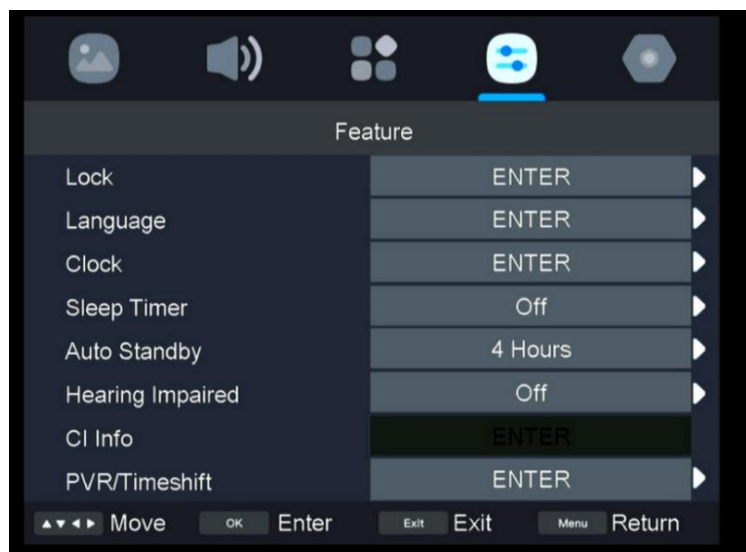 Feature
Lock ENTER
Language ENTER
Clock ENTER
Sleep Timer Off
Auto Standby 4 Hours
Hearing Impaired Off
CI Info ENTER
PVR/Timeshift ENTER
Move OK Enter Exit Exit Menu Return